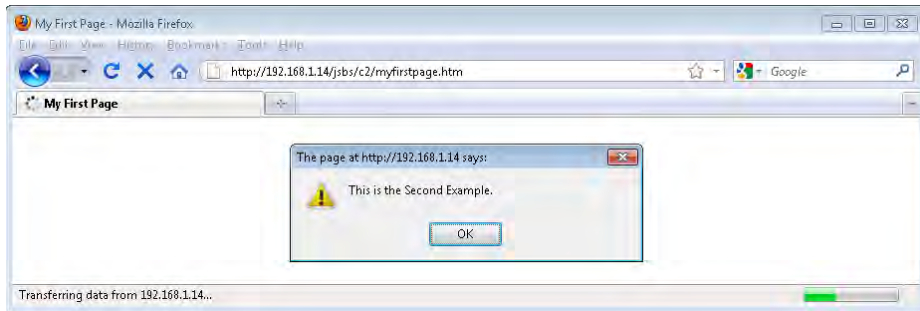 My First Page - Mozilla Firefox
File Edit View History Bookmarks Tools Help
http://192.168.1.14/jsbs/c2/myfirstpage.htm
Google
My First Page
The page at http://192.168.1.14 says:
This is the Second Example.
OK
Transferring data from 192.168.1.14...